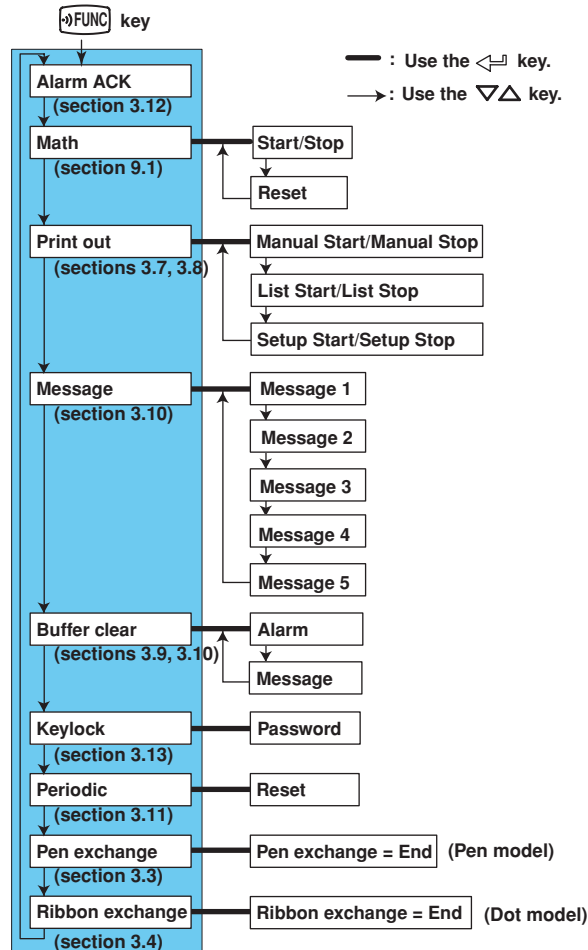 FUNC key
: Use the key.
: Use the ▽△ key.
Alarm ACK
(section 3.12)
Math
Start/Stop
(section 9.1)
Reset
Print out
Manual Start/Manual Stop
(sections 3.7, 3.8)
List Start/List Stop
Setup Start/Setup Stop
Message
Message 1
(section 3.10)
Message 2
Message 3
Message 4
Message 5
Buffer clear
Alarm
(sections 3.9, 3.10)
Message
Keylock
Password
(section 3.13)
Periodic
Reset
(section 3.11)
Pen exchange
Pen exchange = End (Pen model)
(section 3.3)
Ribbon exchange
Ribbon exchange = End (Dot model)
(section 3.4)